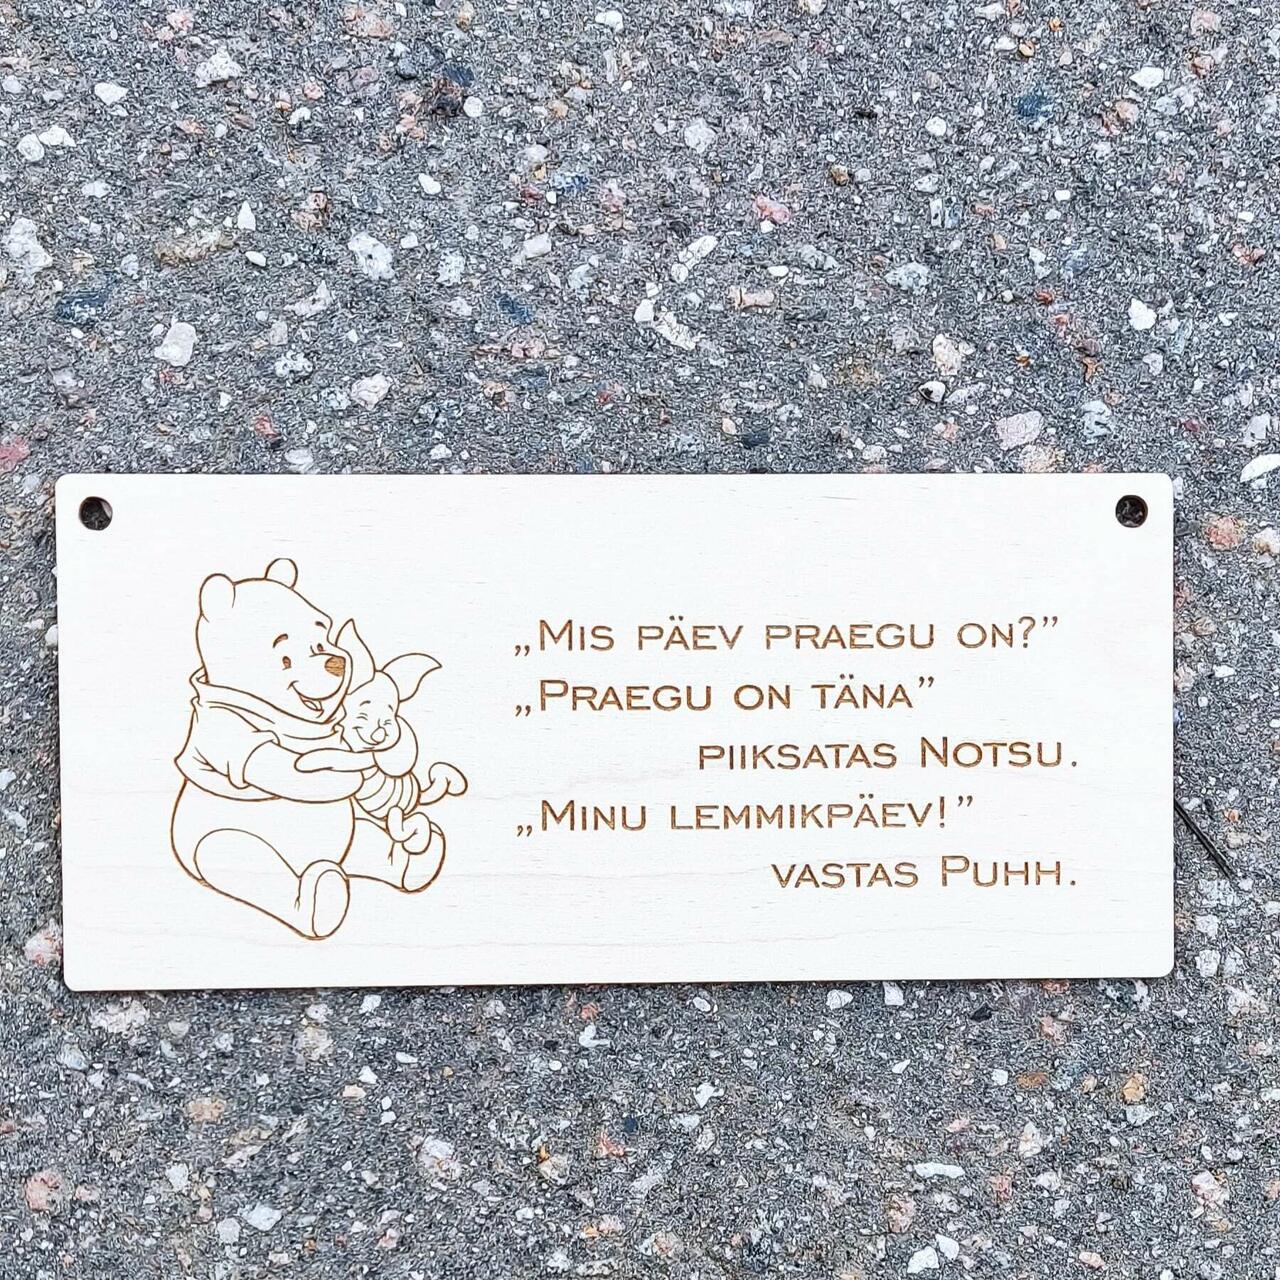 „Mis päev praegu on?”
„Praegu on täna”
piiksatas Notsu.
„Minu lemmikpäev!”
vastas Puhh.